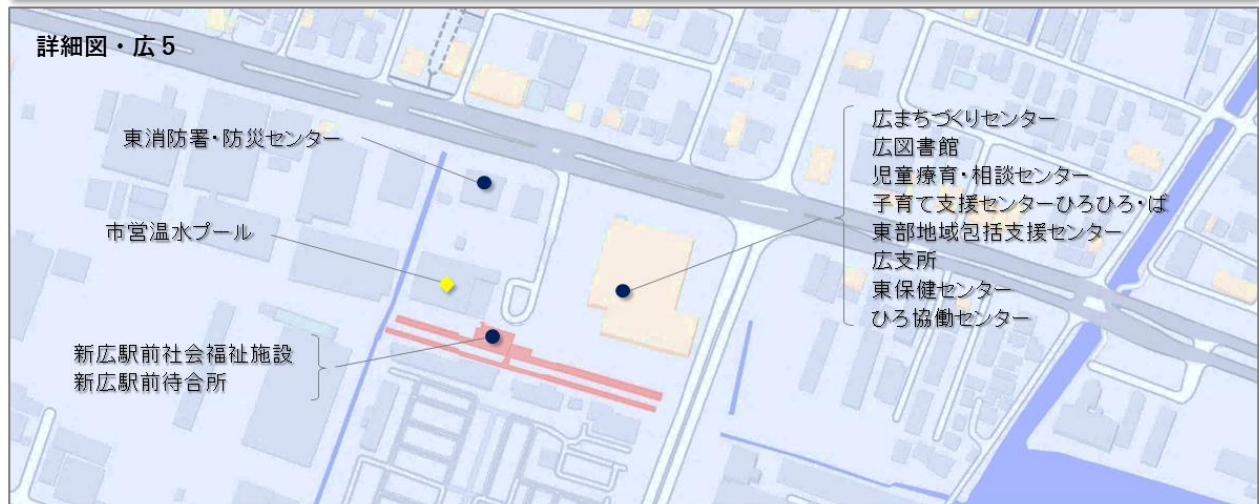 詳細図・広5
東消防署・防災センター
市営温水プール
新広駅前社会福祉施設
新広駅前待合所
広まちづくりセンター
広図書館
児童療育・相談センター
子育て支援センターひろひろ・ば
東部地域包括支援センター
広支所
東保健センター
ひろ協働センター